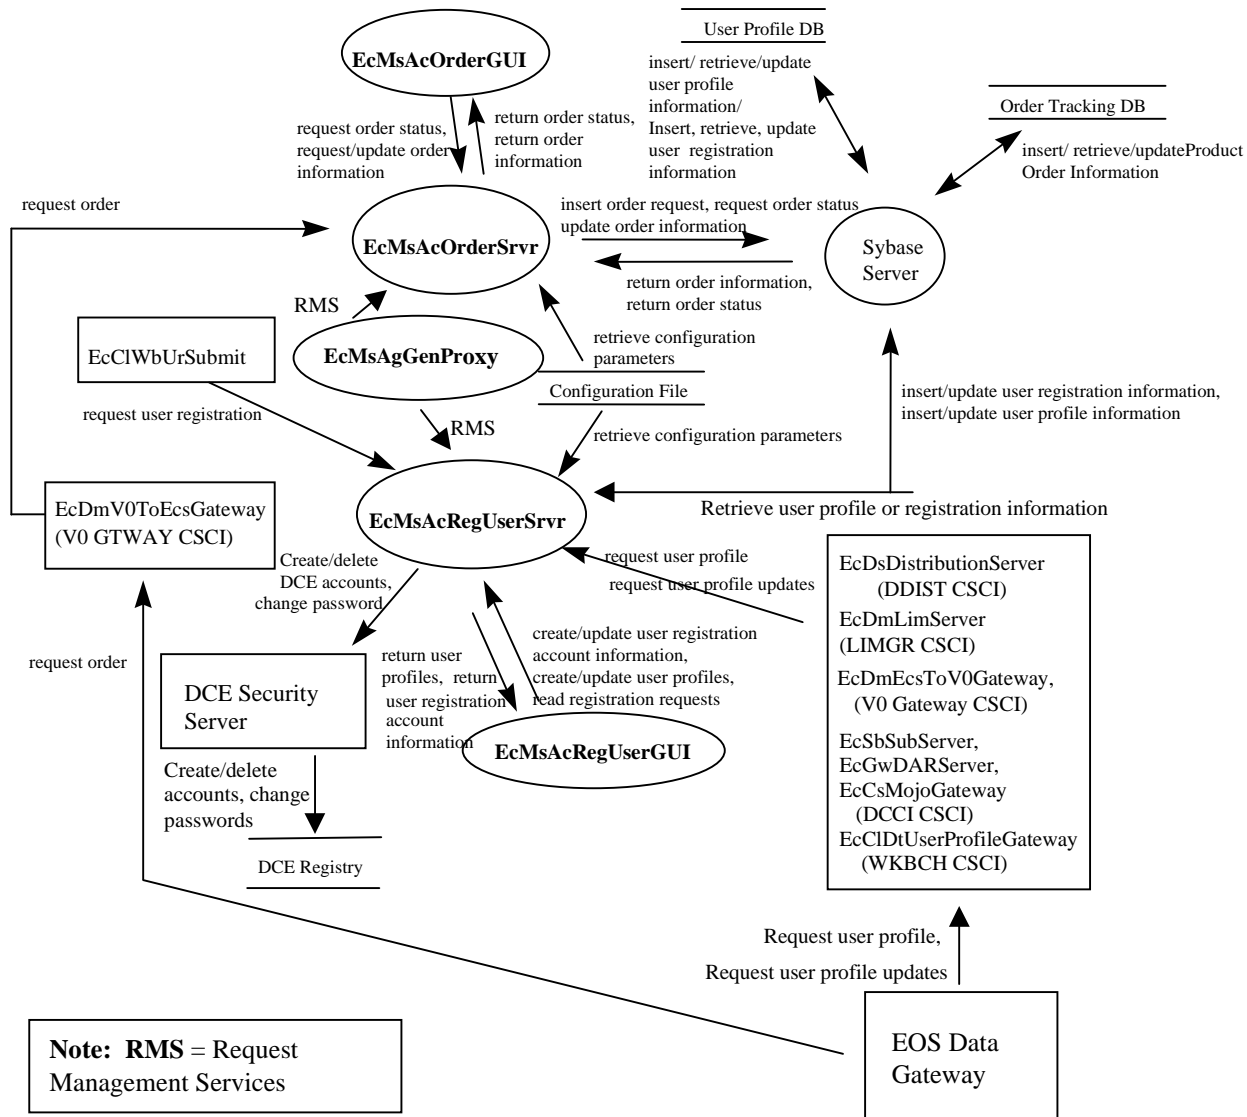 EcMsAcOrderGUI
User Profile DB
insert/ retrieve/update
user profile
information/
Insert, retrieve, update
user registration
information
Order Tracking DB
insert/ retrieve/updateProduct
Order Information
request order status,
request/update order
information
return order status,
return order
information
request order
EcMsAcOrderSrvr
insert order request, request order status
update order information
Sybase
Server
return order information,
return order status
RMS
EcClWbUrSubmit
EcMsAgGenProxy
retrieve configuration
parameters
Configuration File
request user registration
RMS
retrieve configuration parameters
insert/update user registration information,
insert/update user profile information
EcDmV0ToEcsGateway
(V0 GTWAY CSCI)
EcMsAcRegUserSrvr
Retrieve user profile or registration information
Create/delete
DCE accounts,
change password
request user profile
request user profile updates
EcDsDistributionServer
(DDIST CSCI)
EcDmLimServer
(LIMGR CSCI)
EcDmEcsToV0Gateway,
(V0 Gateway CSCI)
EcSbSubServer,
EcGwDARServer,
EcCsMojoGateway
(DCCI CSCI)
EcClDtUserProfileGateway
(WKBCH CSCI)
request order
DCE Security
Server
return user
profiles, return
user registration
account
information
create/update user registration
account information,
create/update user profiles,
read registration requests
EcMsAcRegUserGUI
Create/delete
accounts, change
passwords
DCE Registry
Request user profile,
Request user profile updates
EOS Data
Gateway
Note: RMS = Request
Management Services